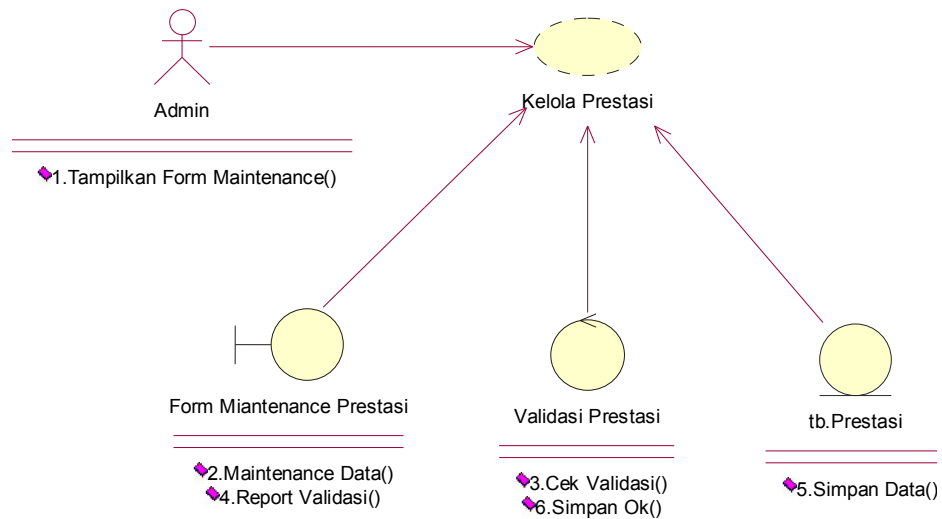 Admin
Kelola Prestasi
1.Tampilkan Form Maintenance()
Form Miantenance Prestasi
2.Maintenance Data()
4.Report Validasi()
Validasi Prestasi
3.Cek Validasi()
6.Simpan Ok()
tb.Prestasi
5.Simpan Data()